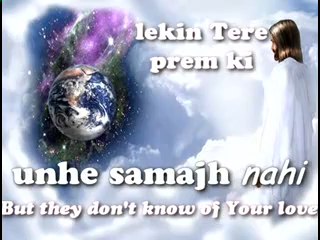 lekin Tere
prem ki
unhe samajh nahi
But they don't know of Your love